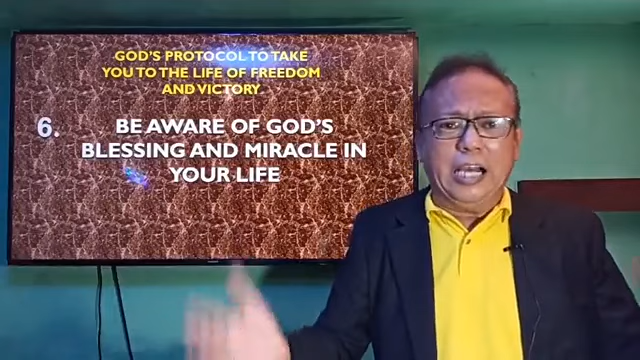 GOD'S PROTOCOL TO TAKE
YOU TO THE LIFE OF FREEDOM
AND VICTORY
6. BE AWARE OF GOD'S
BLESSING AND MIRACLE IN
YOUR LIFE